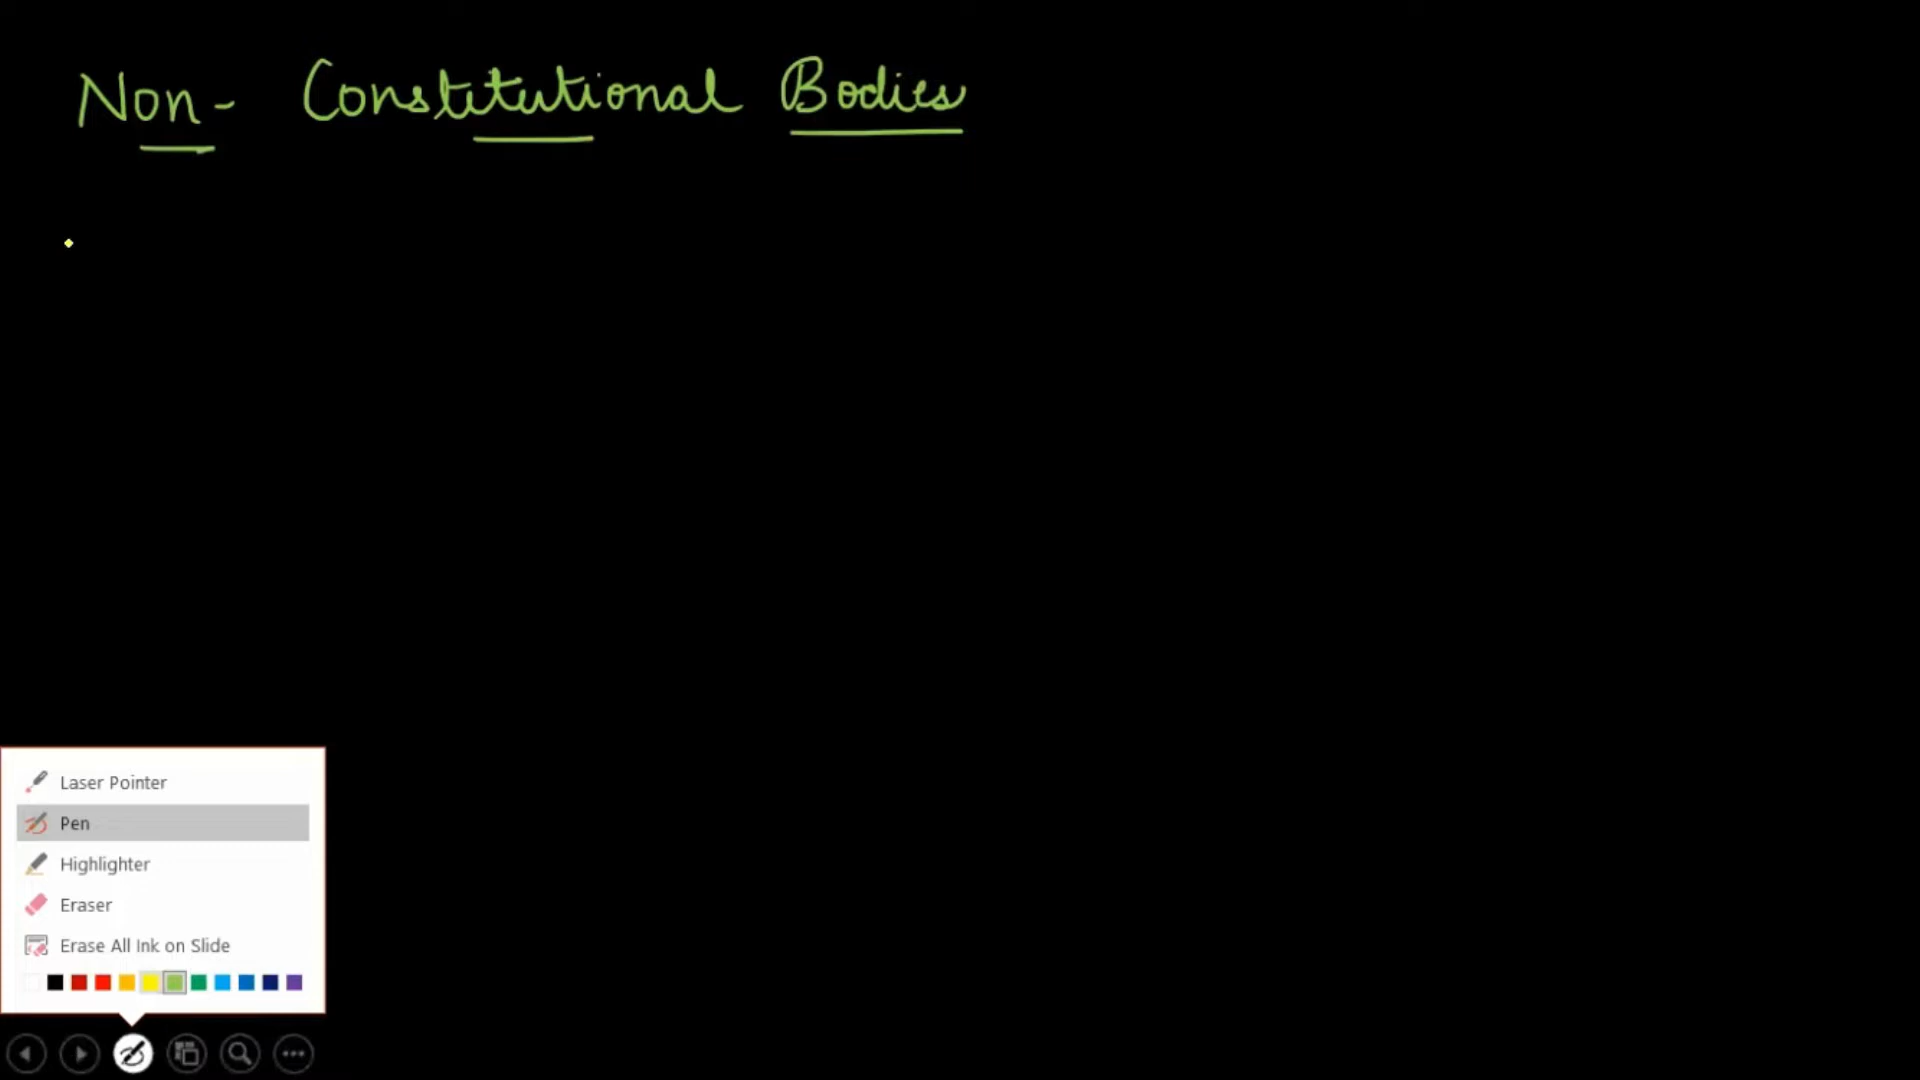 Non- Constitutional Bodies
Laser Pointer
Pen
Highlighter
Eraser
Erase All Ink on Slide